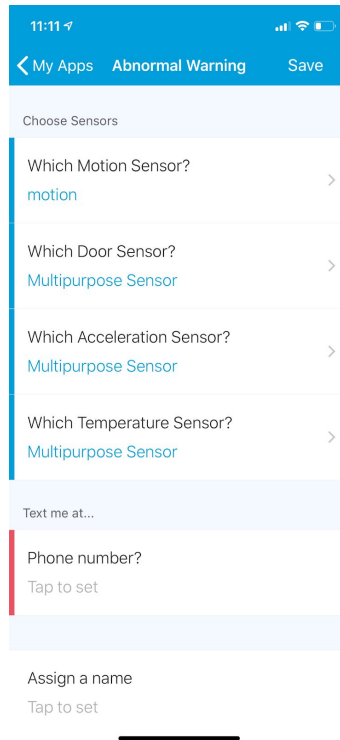 11:11
My Apps Abnormal Warning Save
Choose Sensors
Which Motion Sensor?
motion
Which Door Sensor?
Multipurpose Sensor
Which Acceleration Sensor?
Multipurpose Sensor
Which Temperature Sensor?
Multipurpose Sensor
Text me at...
Phone number?
Tap to set
Assign a name
Tap to set